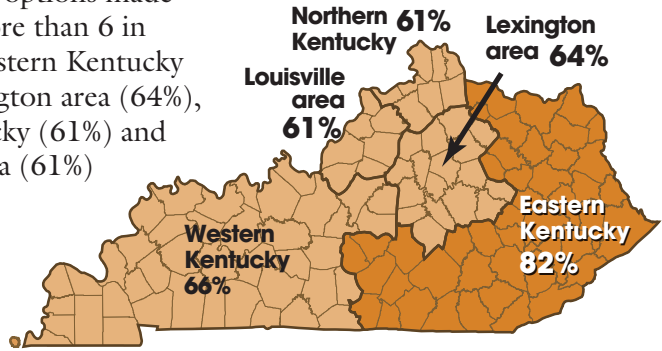 options made
re than 6 in
stern Kentucky
gton area (64%),
cky (61%) and
a (61%)
Northern
Kentucky 61%
Lexington
area 64%
Louisville
area
61%
Western
Kentucky
66%
Eastern
Kentucky
82%